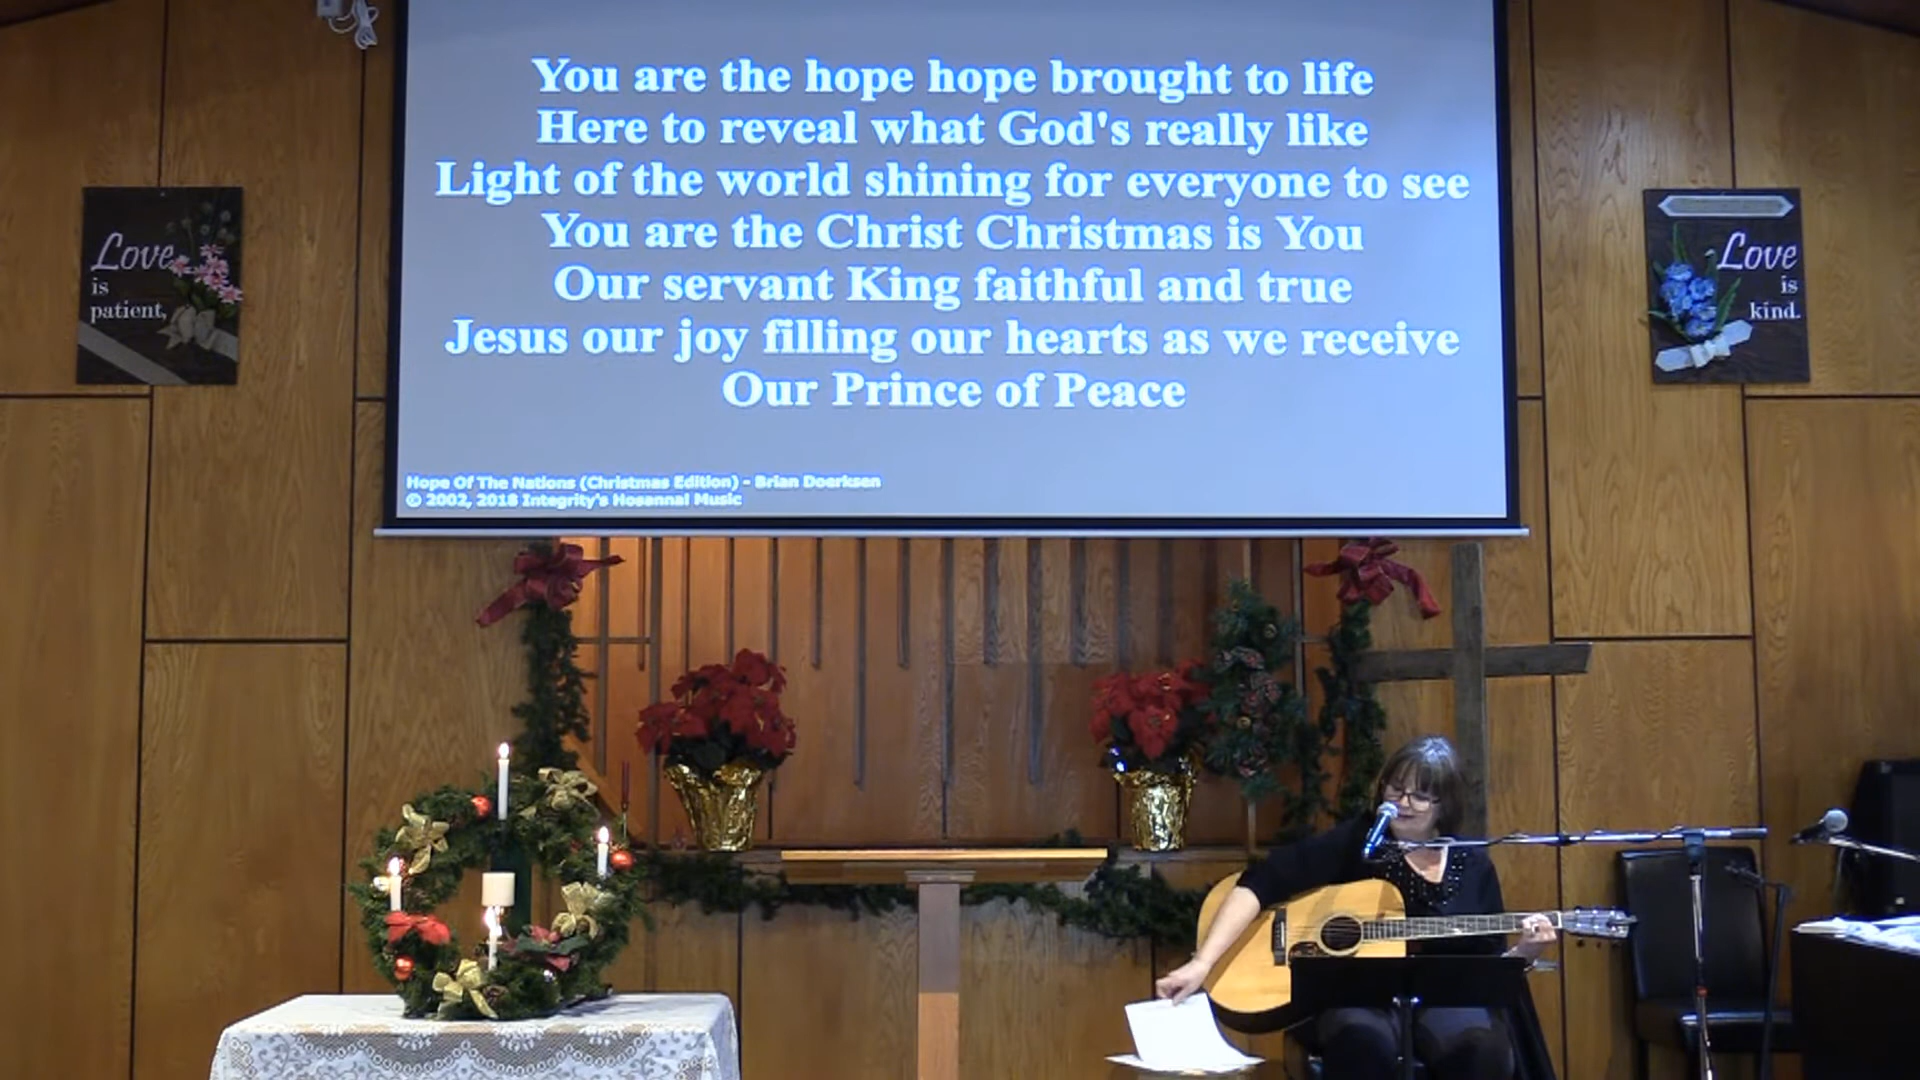 You are the hope hope brought to life
Here to reveal what God's really like
Light of the world shining for everyone to see
You are the Christ Christmas is You
Our servant King faithful and true
Jesus our joy filling our hearts as we receive
Our Prince of Peace
Hope Of The Nations (Christmas Edition) - Brian Doerksen
© 2002, 2018 Integrity's Hosanna! Music
Love
is
patient,
Love
is
kind.